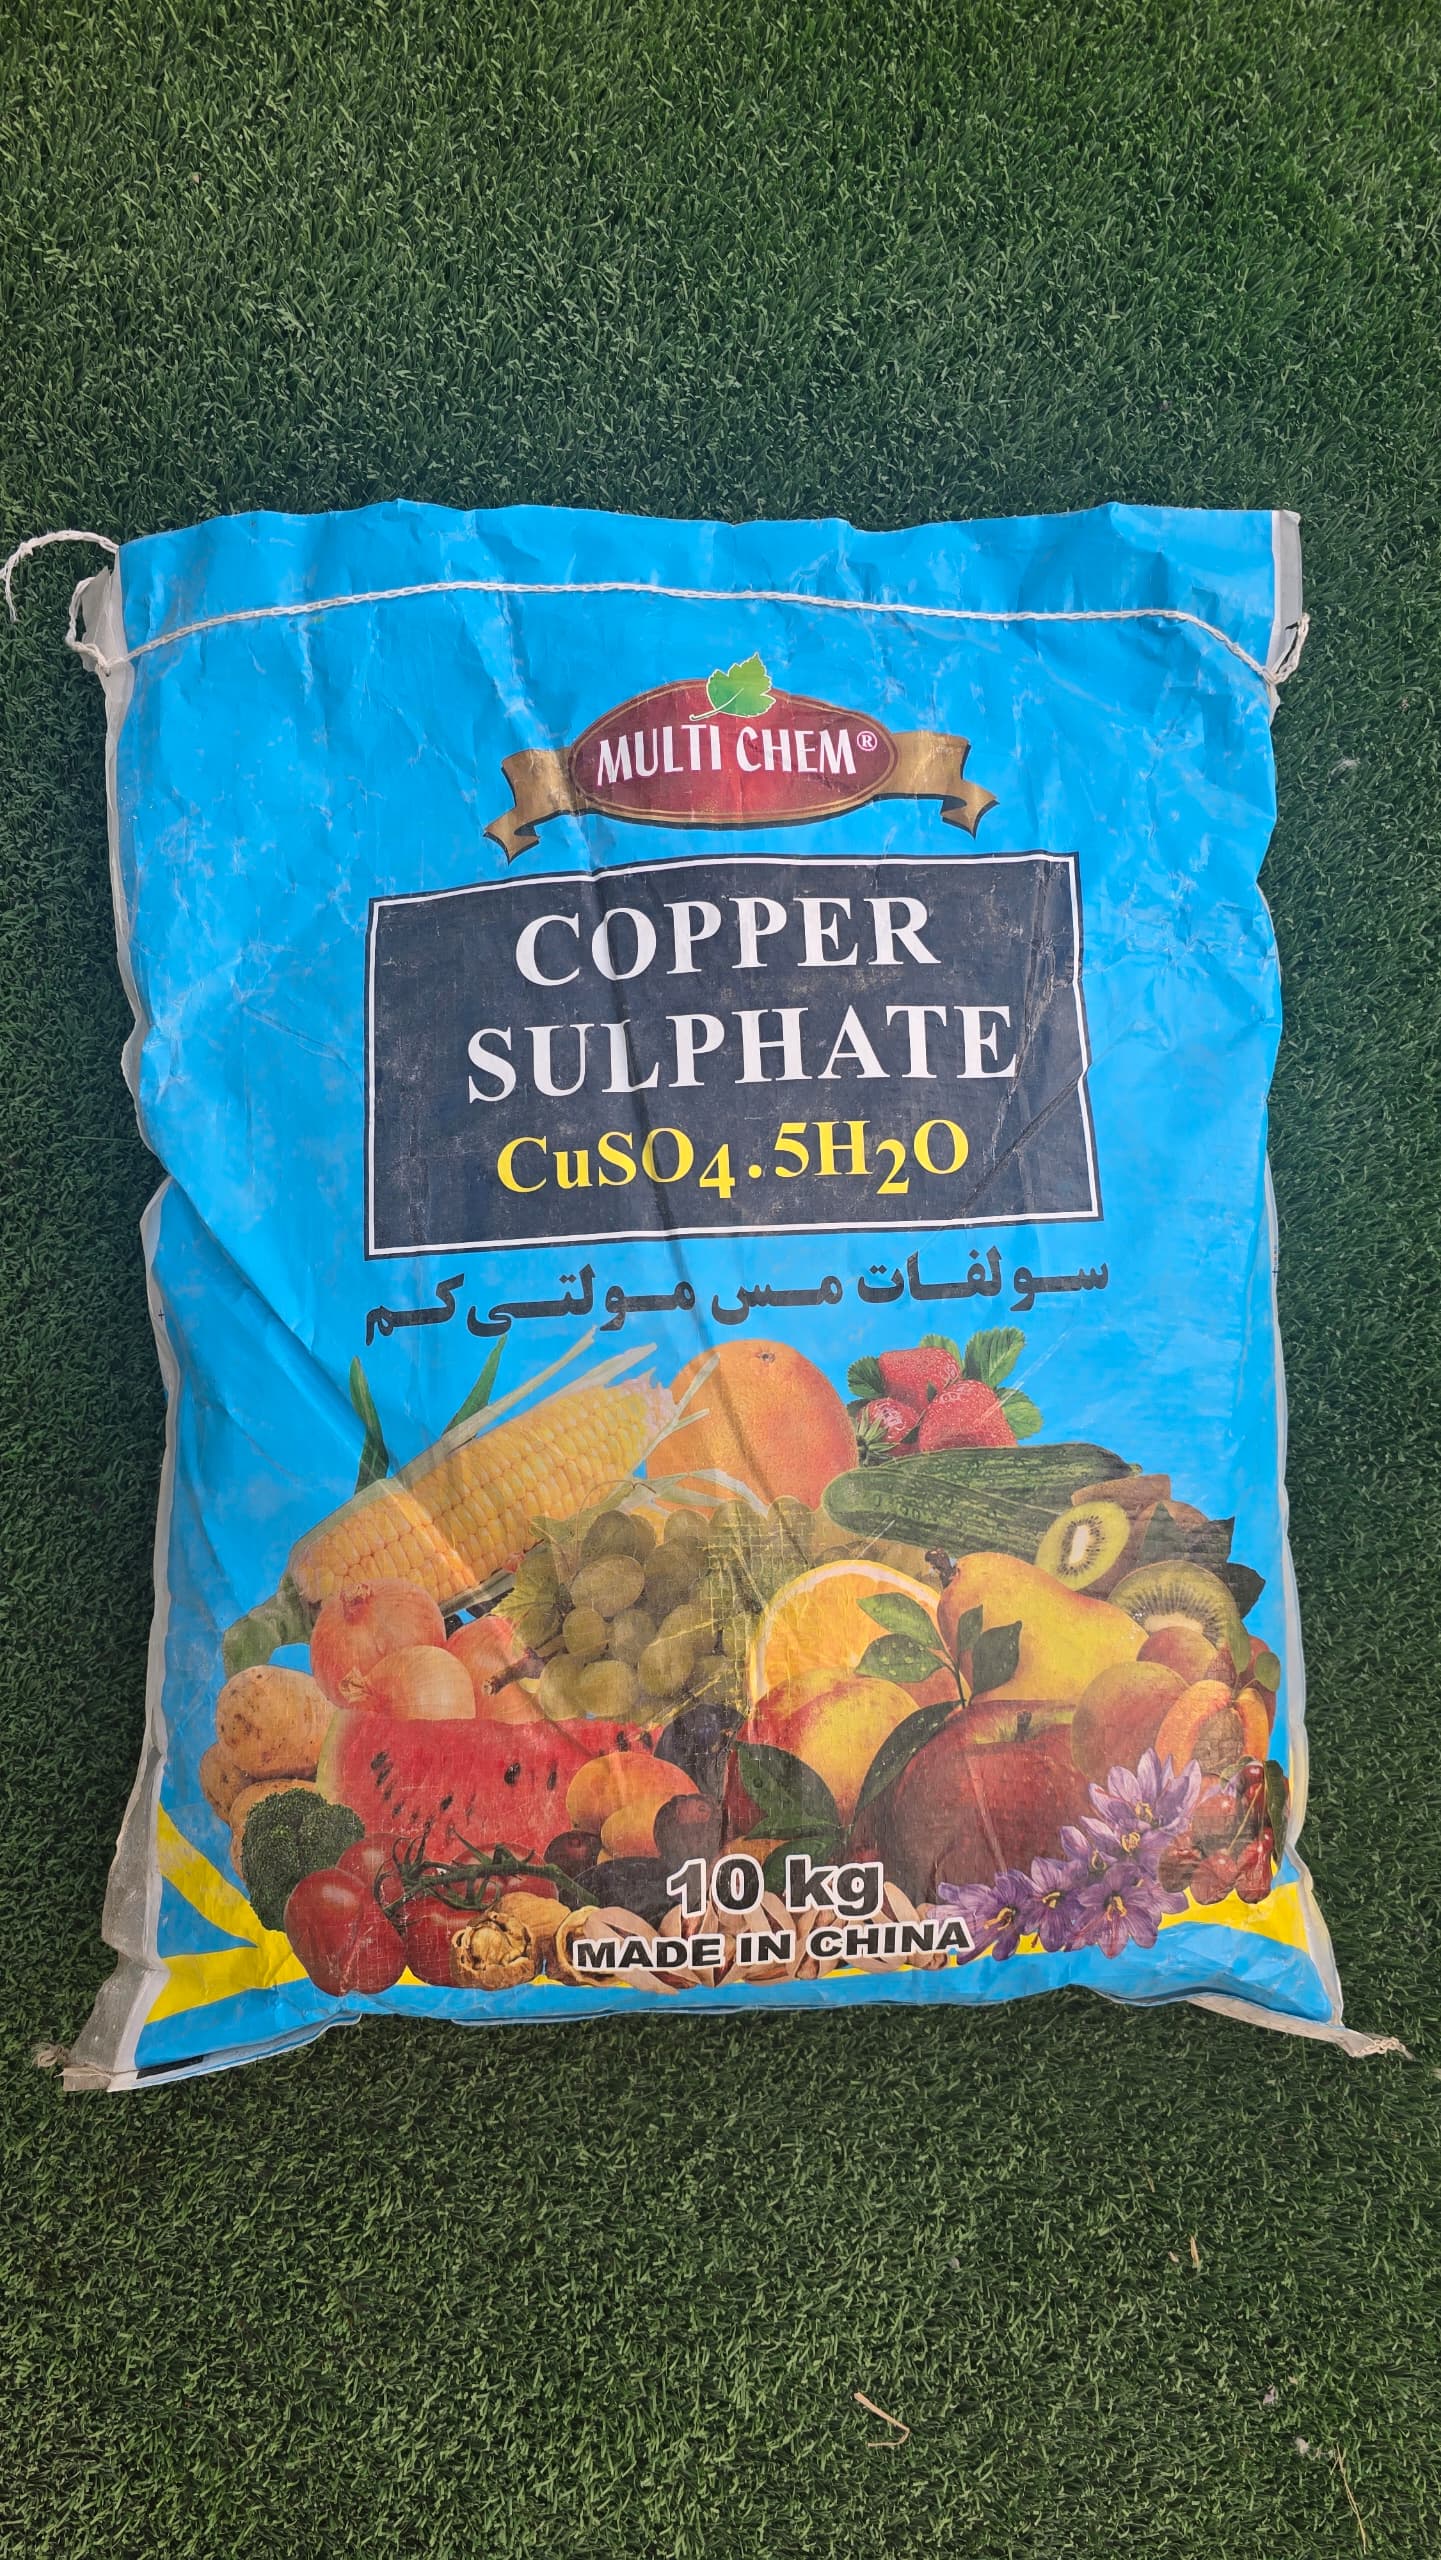 MULTI CHEM®
COPPER
SULPHATE
CuSO4.5H2O
سولفات مس مولتی کم
10 kg
MADE IN CHINA